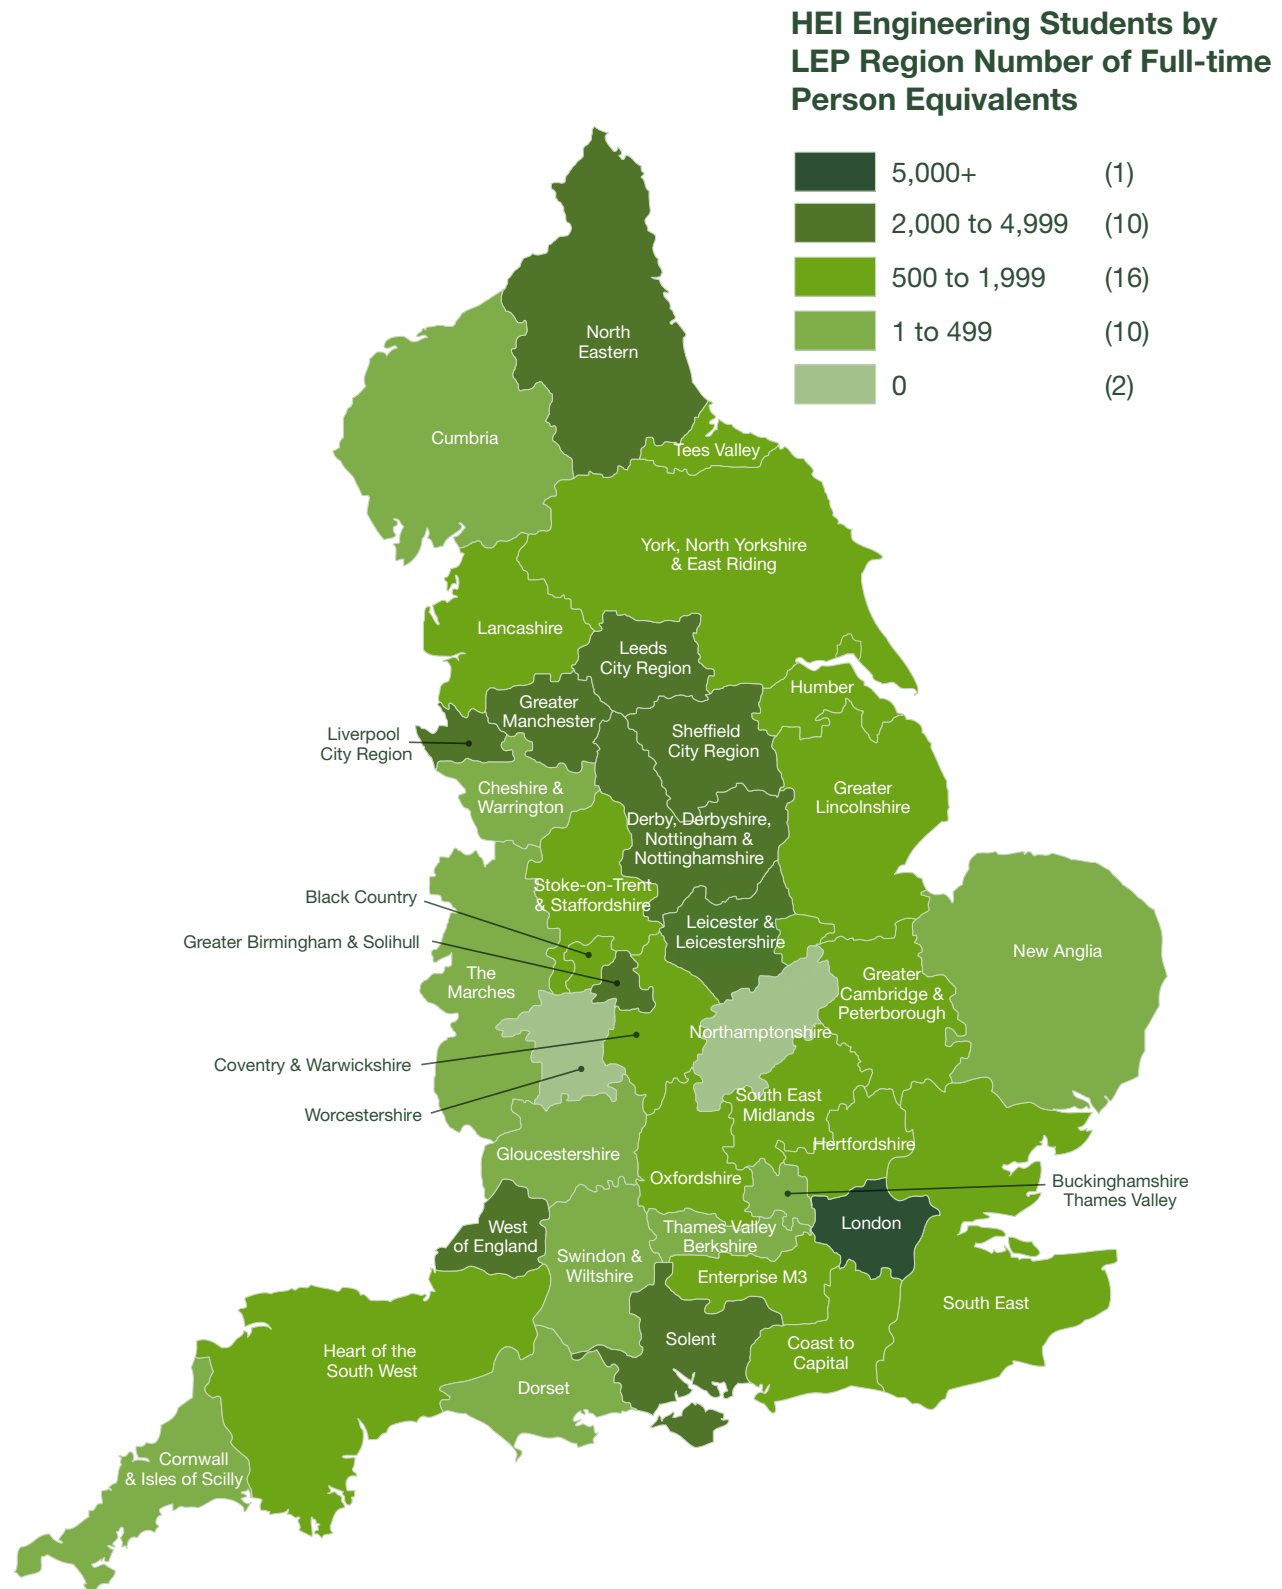 HEI Engineering Students by
LEP Region Number of Full-time
Person Equivalents
5,000+ (1)
2,000 to 4,999 (10)
500 to 1,999 (16)
1 to 499 (10)
0 (2)
North
Eastern
Cumbria
Tees Valley
York, North Yorkshire
& East Riding
Lancashire
Leeds
City Region
Humber
Greater
Manchester
Liverpool
City Region
Sheffield
City Region
Cheshire &
Warrington
Greater
Lincolnshire
Derby, Derbyshire,
Nottingham &
Nottinghamshire
Black Country
Stoke-on-Trent
& Staffordshire
Greater Birmingham & Solihull
Leicester &
Leicestershire
New Anglia
The
Marches
Greater
Cambridge &
Peterborough
Northamptonshire
Coventry & Warwickshire
Worcestershire
South East
Midlands
Hertfordshire
Gloucestershire
Oxfordshire
Buckinghamshire
Thames Valley
West
of England
Thames Valley
Berkshire
London
Swindon &
Wiltshire
Enterprise M3
South East
Solent
Coast to
Capital
Heart of the
South West
Dorset
Cornwall
& Isles of Scilly